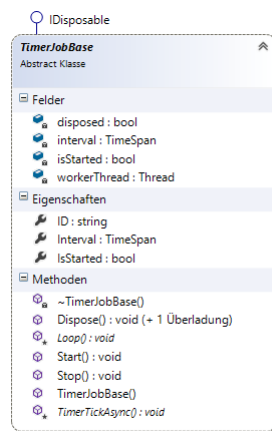 IDisposable
TimerJobBase
Abstract Klasse
Felder
disposed : bool
interval : TimeSpan
isStarted : bool
workerThread : Thread
Eigenschaften
ID : string
Interval : TimeSpan
IsStarted : bool
Methoden
~TimerJobBase()
Dispose() : void (+ 1 Überladung)
Loop() : void
Start() : void
Stop() : void
TimerJobBase()
TimerTickAsync() : void